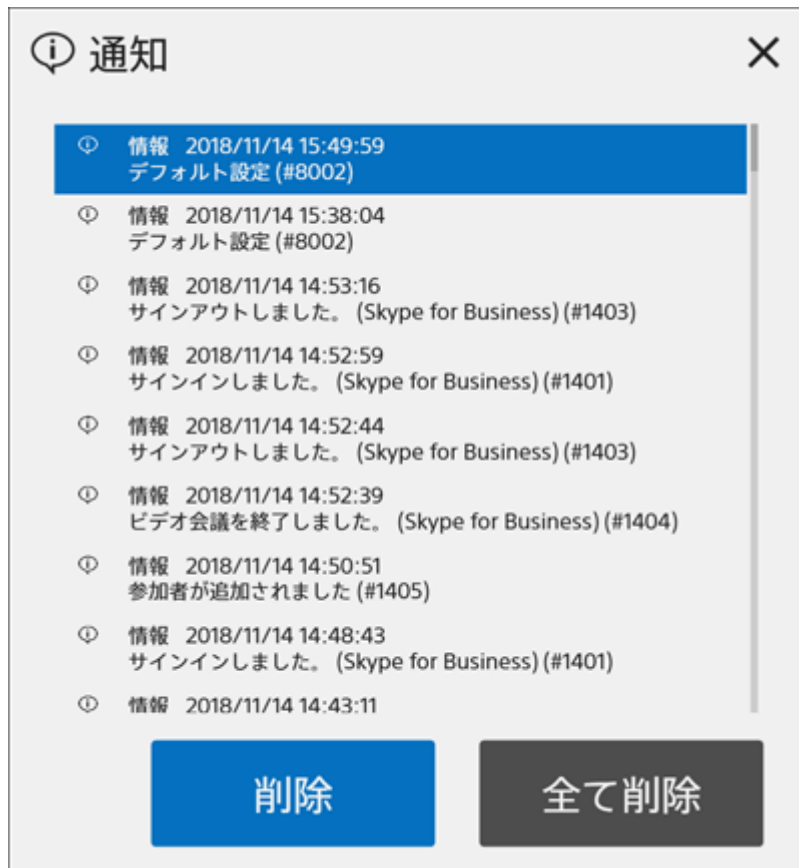 通知
情報 2018/11/14 15:49:59
デフォルト設定 (#8002)
情報 2018/11/14 15:38:04
デフォルト設定 (#8002)
情報 2018/11/14 14:53:16
サインアウトしました。 (Skype for Business) (#1403)
情報 2018/11/14 14:52:59
サインインしました。 (Skype for Business) (#1401)
情報 2018/11/14 14:52:44
サインアウトしました。 (Skype for Business) (#1403)
情報 2018/11/14 14:52:39
ビデオ会議を終了しました。 (Skype for Business) (#1404)
情報 2018/11/14 14:50:51
参加者が追加されました (#1405)
情報 2018/11/14 14:48:43
サインインしました。 (Skype for Business) (#1401)
情報 2018/11/14 14:43:11
削除 全て削除